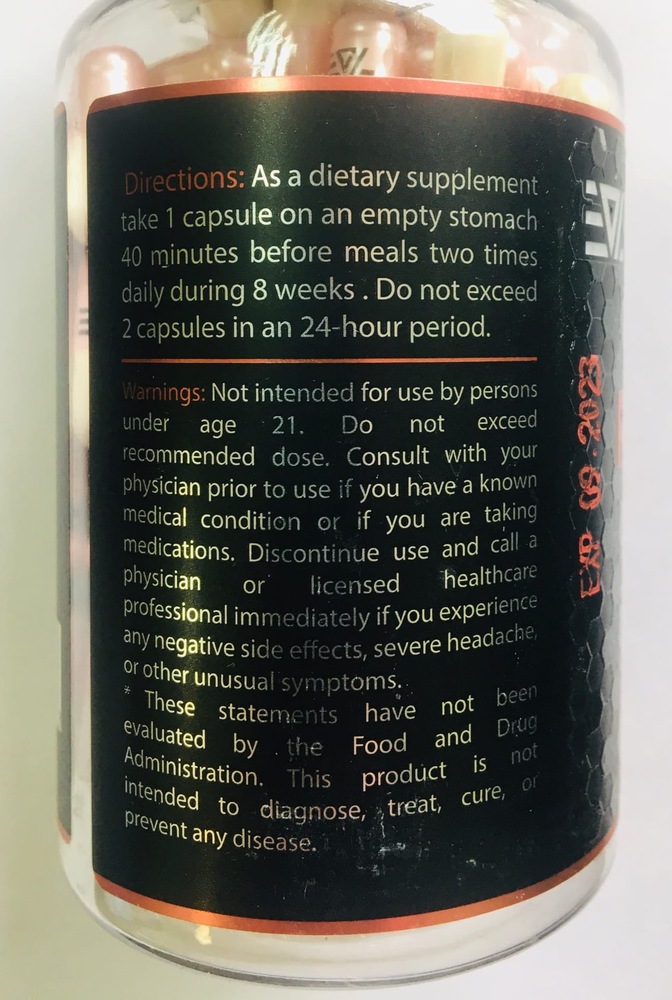 Directions: As a dietary supplement
take 1 capsule on an empty stomach
40 minutes before meals two times
daily during 8 weeks . Do not exceed
2 capsules in an 24-hour period.
Warnings: Not intended for use by persons
under age 21. Do not exceed
recommended dose. Consult with your
physician prior to use if you have a known
medical condition or if you are taking
medications. Discontinue use and call a
physician or licensed healthcare
professional immediately if you experience
any negative side effects, severe headache,
or other unusual symptoms.
* These statements have not been
evaluated by the Food and Drug
Administration. This product is not
intended to diagnose, treat, cure, or
prevent any disease.
EXP 09.2023